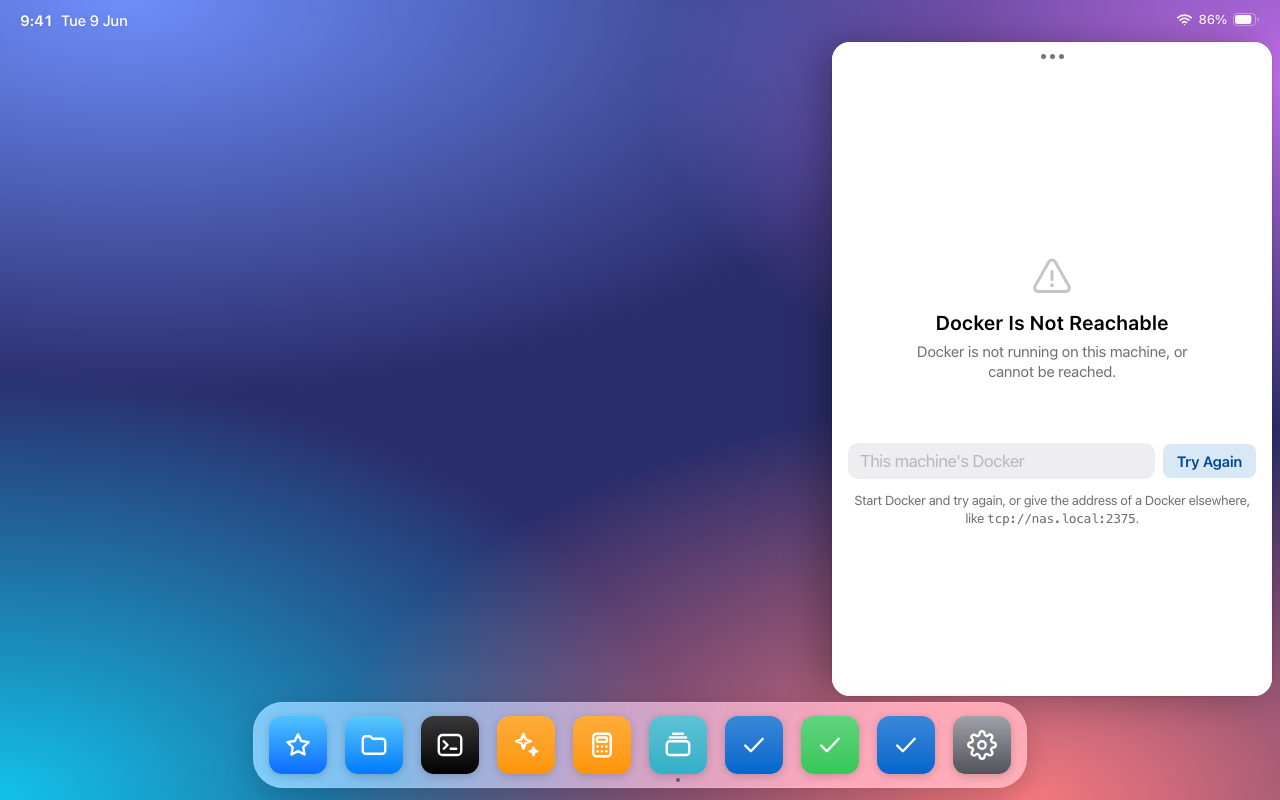 9:41 Tue 9 Jun
86%
Docker Is Not Reachable
Docker is not running on this machine, or
cannot be reached.
This machine's Docker
Try Again
Start Docker and try again, or give the address of a Docker elsewhere,
like tcp://nas.local:2375.